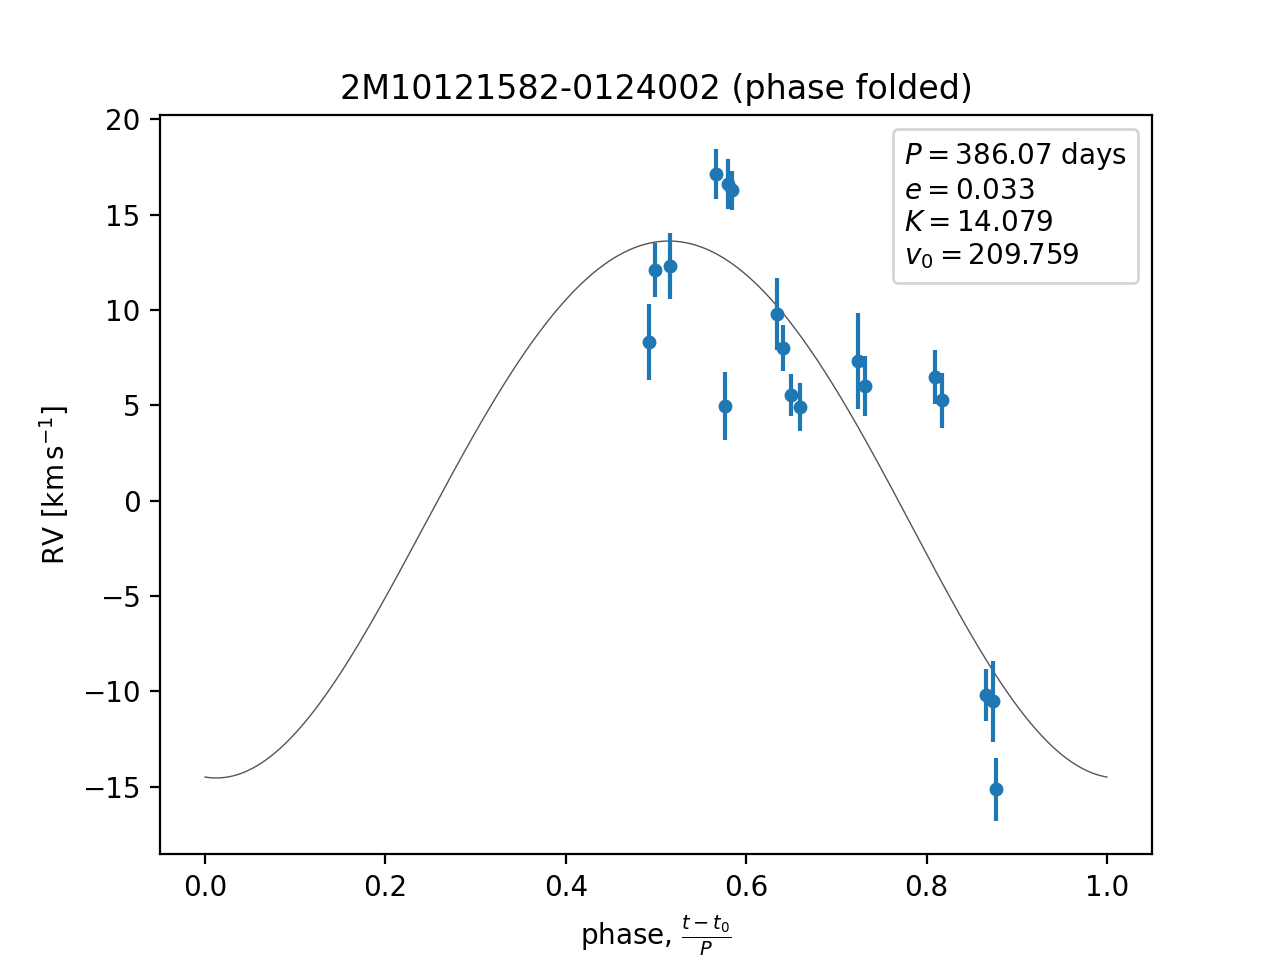 2M10121582-0124002 (phase folded)
P = 386.07 days
e = 0.033
K = 14.079
v₀ = 209.759
RV [km s⁻¹]
20
15
10
5
0
−5
−10
−15
0.0 0.2 0.4 0.6 0.8 1.0
phase, (t − t₀)/P